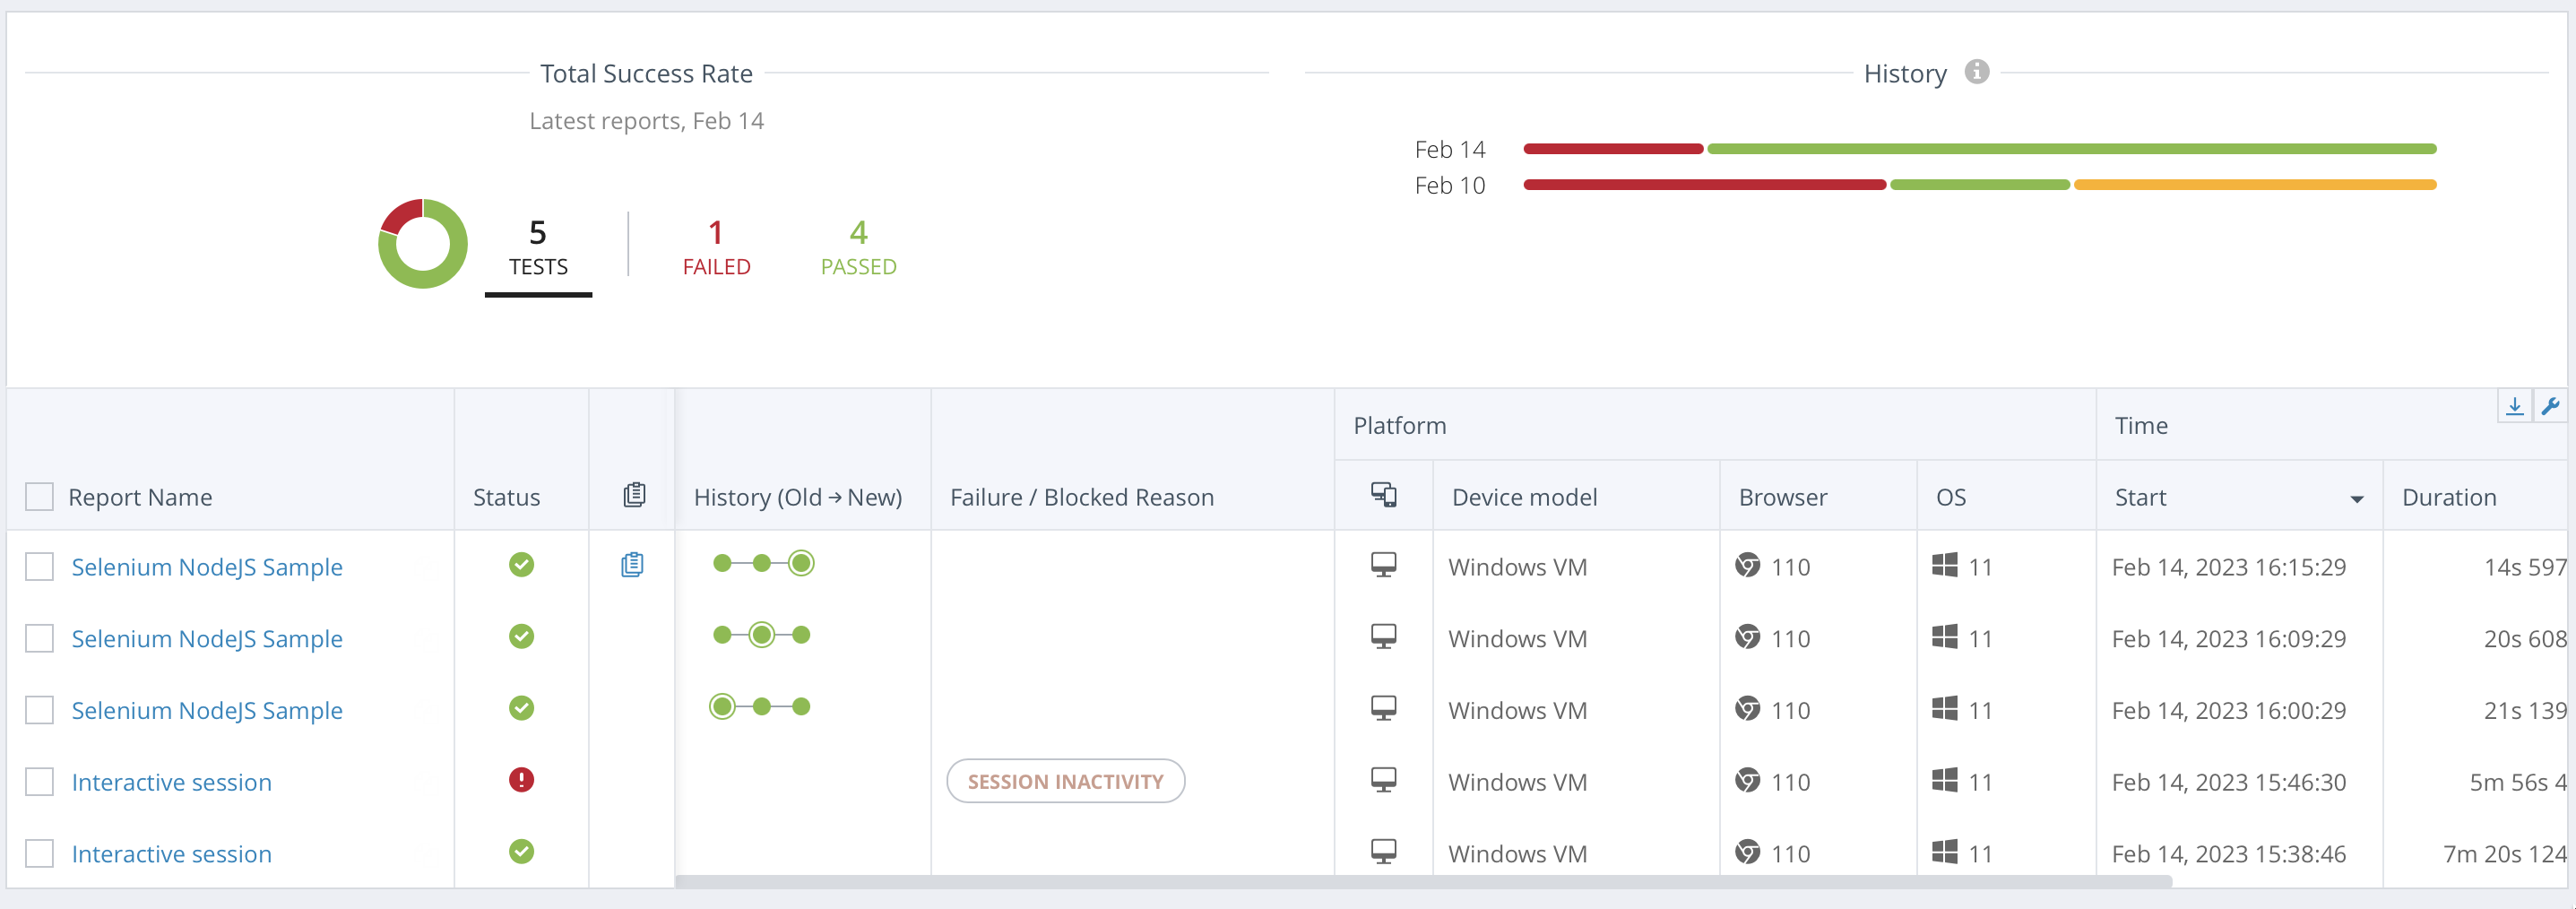 Total Success Rate
Latest reports, Feb 14
5 TESTS
1 FAILED
4 PASSED
History
Feb 14
Feb 10
Platform Time
Report Name Status History (Old → New) Failure / Blocked Reason Device model Browser OS Start Duration
Selenium NodeJS Sample Windows VM 110 11 Feb 14, 2023 16:15:29 14s 597
Selenium NodeJS Sample Windows VM 110 11 Feb 14, 2023 16:09:29 20s 608
Selenium NodeJS Sample Windows VM 110 11 Feb 14, 2023 16:00:29 21s 139
Interactive session SESSION INACTIVITY Windows VM 110 11 Feb 14, 2023 15:46:30 5m 56s 4
Interactive session Windows VM 110 11 Feb 14, 2023 15:38:46 7m 20s 124